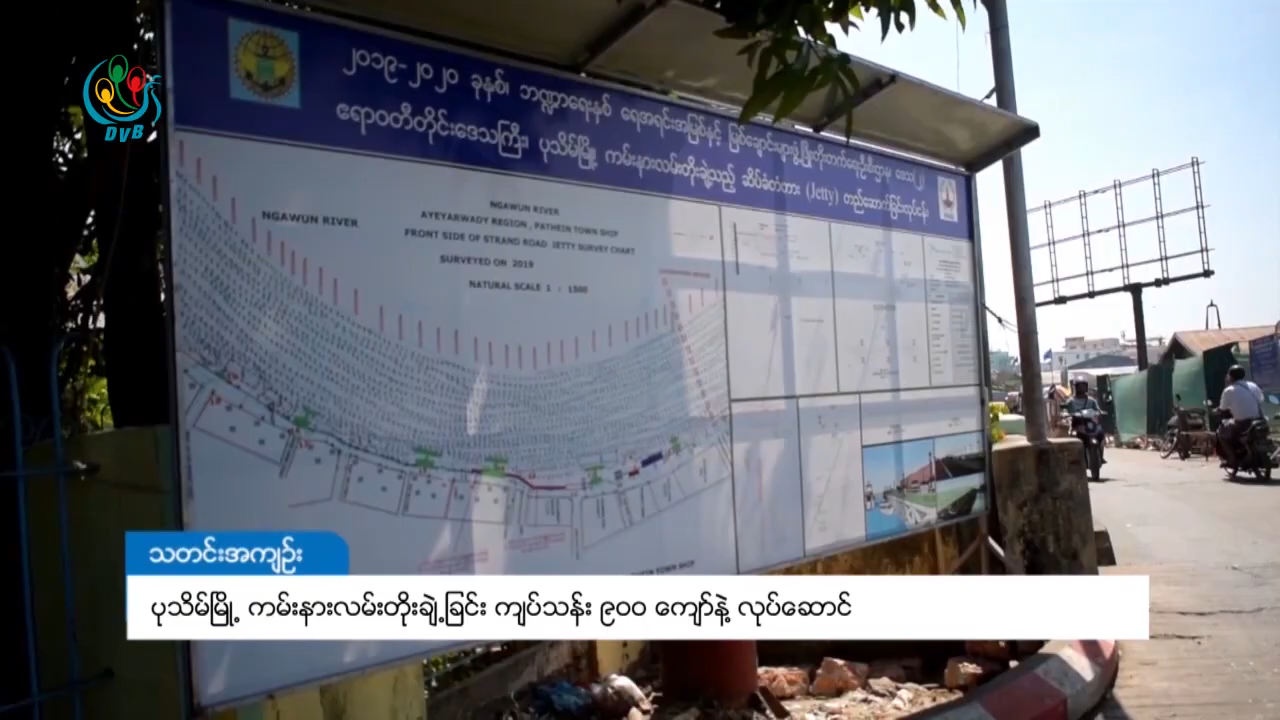 DVB
၂၀၁၉-၂၀၂၀ ခုနှစ်၊ ဘဏ္ဍာရေးနှစ် ရေအရင်းအမြစ်နှင့် မြစ်ချောင်းများဖွံ့ဖြိုးတိုးတက်ရေးဦးစီးဌာန၊ ဒေသ(၂)
ဧရာဝတီတိုင်းဒေသကြီး၊ ပုသိမ်မြို့ ကမ်းနားလမ်းတိုးချဲ့သည့် ဆိပ်ခံတံတား (Jetty) တည်ဆောက်ခြင်းလုပ်ငန်း
NGAWUN RIVER
NGAWUN RIVER
AYEYARWADY REGION , PATHEIN TOWN SHIP
FRONT SIDE OF STRAND ROAD JETTY SURVEY CHART
SURVEYED ON 2019
NATURAL SCALE 1 : 1500
TOWN SHIP
သတင်းအကျဉ်း
ပုသိမ်မြို့ ကမ်းနားလမ်းတိုးချဲ့ခြင်း ကျပ်သန်း ၉၀၀ ကျော်နဲ့ လုပ်ဆောင်